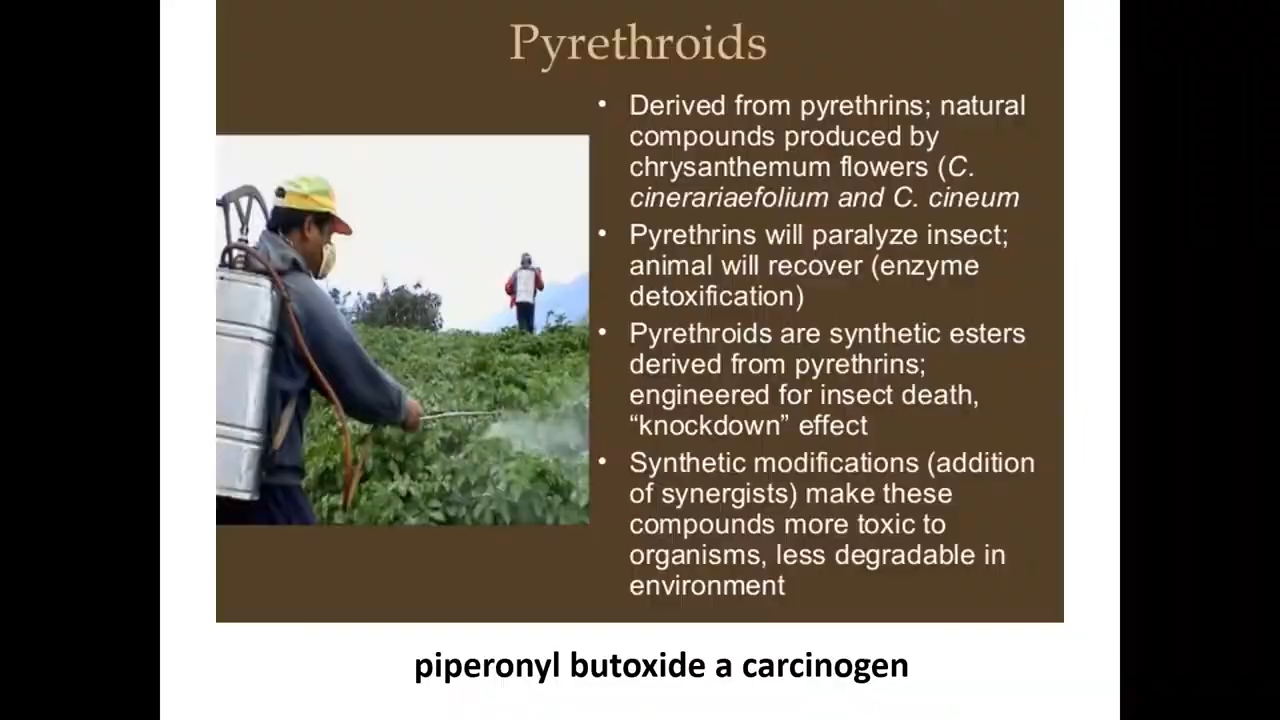 Pyrethroids
• Derived from pyrethrins; natural
compounds produced by
chrysanthemum flowers (C.
cinerariaefolium and C. cineum
• Pyrethrins will paralyze insect;
animal will recover (enzyme
detoxification)
• Pyrethroids are synthetic esters
derived from pyrethrins;
engineered for insect death,
“knockdown” effect
• Synthetic modifications (addition
of synergists) make these
compounds more toxic to
organisms, less degradable in
environment
piperonyl butoxide a carcinogen